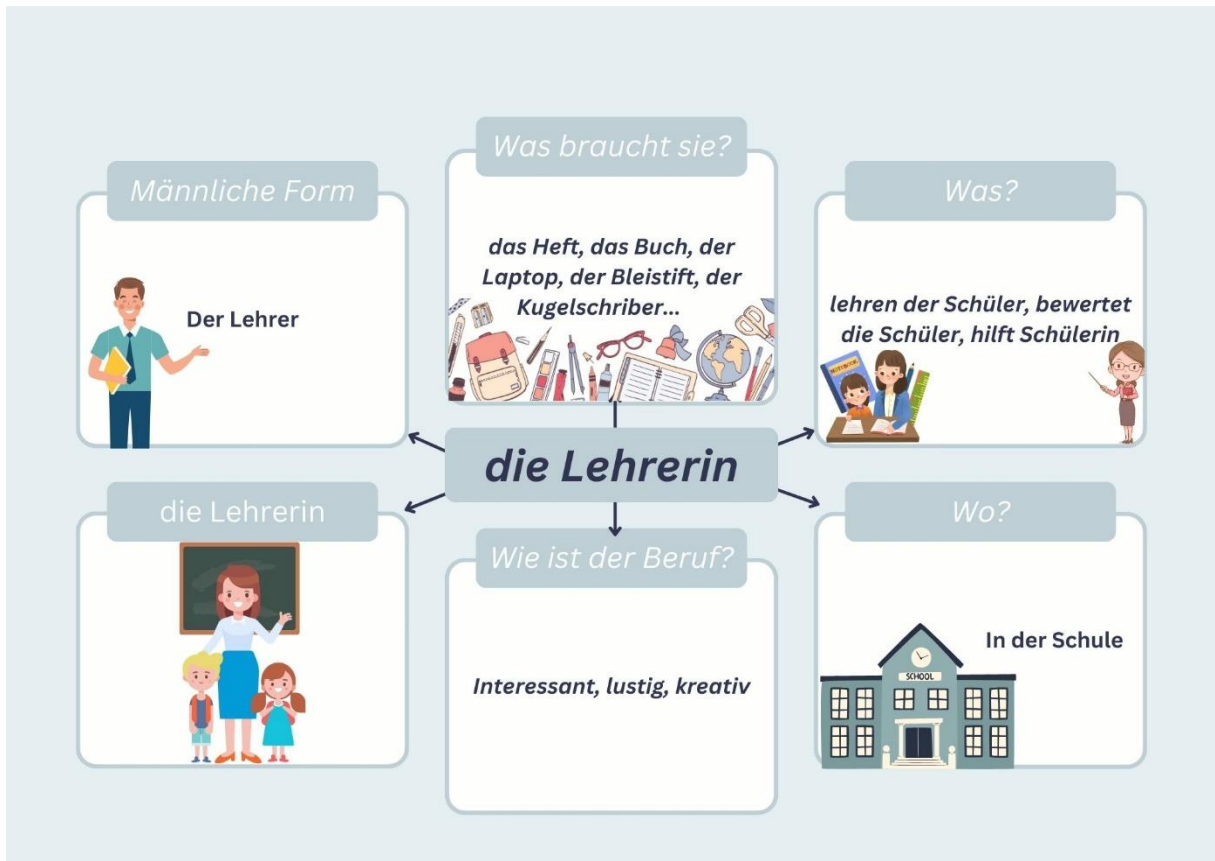 Männliche Form
Der Lehrer
Was braucht sie?
das Heft, das Buch, der
Laptop, der Bleistift, der
Kugelschriber...
Was?
lehren der Schüler, bewertet
die Schüler, hilft Schülerin
NOTEBOOK
die Lehrerin
die Lehrerin
Wie ist der Beruf?
Interessant, lustig, kreativ
Wo?
In der Schule
SCHOOL